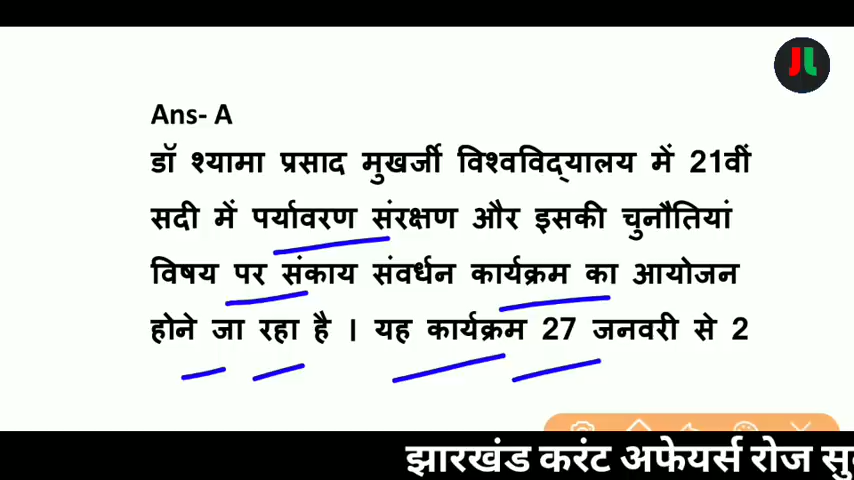 JL
Ans- A
डॉ श्यामा प्रसाद मुखर्जी विश्वविद्यालय में 21वीं
सदी में पर्यावरण संरक्षण और इसकी चुनौतियां
विषय पर संकाय संवर्धन कार्यक्रम का आयोजन
होने जा रहा है । यह कार्यक्रम 27 जनवरी से 2
झारखंड करंट अफेयर्स रोज सु